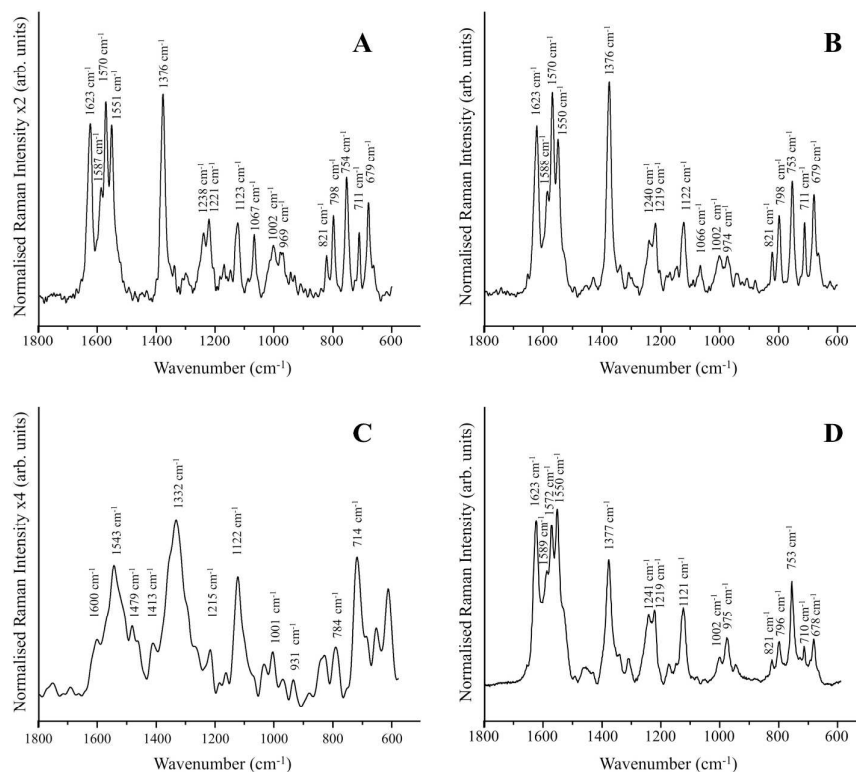 A
Normalised Raman Intensity x2 (arb. units)
1623 cm-1
1587 cm-1
1570 cm-1
1551 cm-1
1376 cm-1
1238 cm-1
1221 cm-1
1123 cm-1
1067 cm-1
1002 cm-1
969 cm-1
821 cm-1
798 cm-1
754 cm-1
711 cm-1
679 cm-1
1800 1600 1400 1200 1000 800 600
Wavenumber (cm-1)
B
Normalised Raman Intensity (arb. units)
1623 cm-1
1588 cm-1
1570 cm-1
1550 cm-1
1376 cm-1
1240 cm-1
1219 cm-1
1122 cm-1
1066 cm-1
1002 cm-1
974 cm-1
821 cm-1
798 cm-1
753 cm-1
711 cm-1
679 cm-1
1800 1600 1400 1200 1000 800 600
Wavenumber (cm-1)
C
Normalised Raman Intensity x4 (arb. units)
1600 cm-1
1543 cm-1
1479 cm-1
1413 cm-1
1332 cm-1
1215 cm-1
1122 cm-1
1001 cm-1
931 cm-1
784 cm-1
714 cm-1
1800 1600 1400 1200 1000 800 600
Wavenumber (cm-1)
D
Normalised Raman Intensity (arb. units)
1623 cm-1
1589 cm-1
1572 cm-1
1550 cm-1
1377 cm-1
1241 cm-1
1219 cm-1
1121 cm-1
1002 cm-1
975 cm-1
821 cm-1
796 cm-1
753 cm-1
710 cm-1
678 cm-1
1800 1600 1400 1200 1000 800 600
Wavenumber (cm-1)